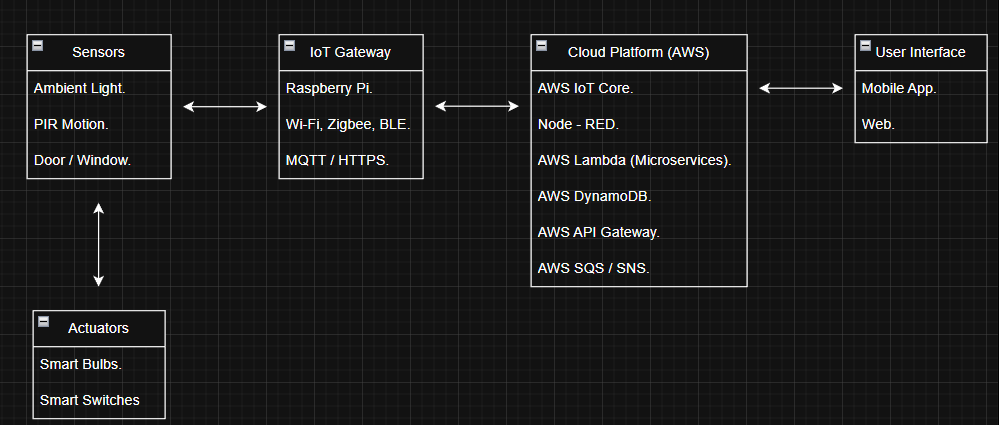 Sensors
Ambient Light.
PIR Motion.
Door / Window.
IoT Gateway
Raspberry Pi.
Wi-Fi, Zigbee, BLE.
MQTT / HTTPS.
Cloud Platform (AWS)
AWS IoT Core.
Node - RED.
AWS Lambda (Microservices).
AWS DynamoDB.
AWS API Gateway.
AWS SQS / SNS.
User Interface
Mobile App.
Web.
Actuators
Smart Bulbs.
Smart Switches